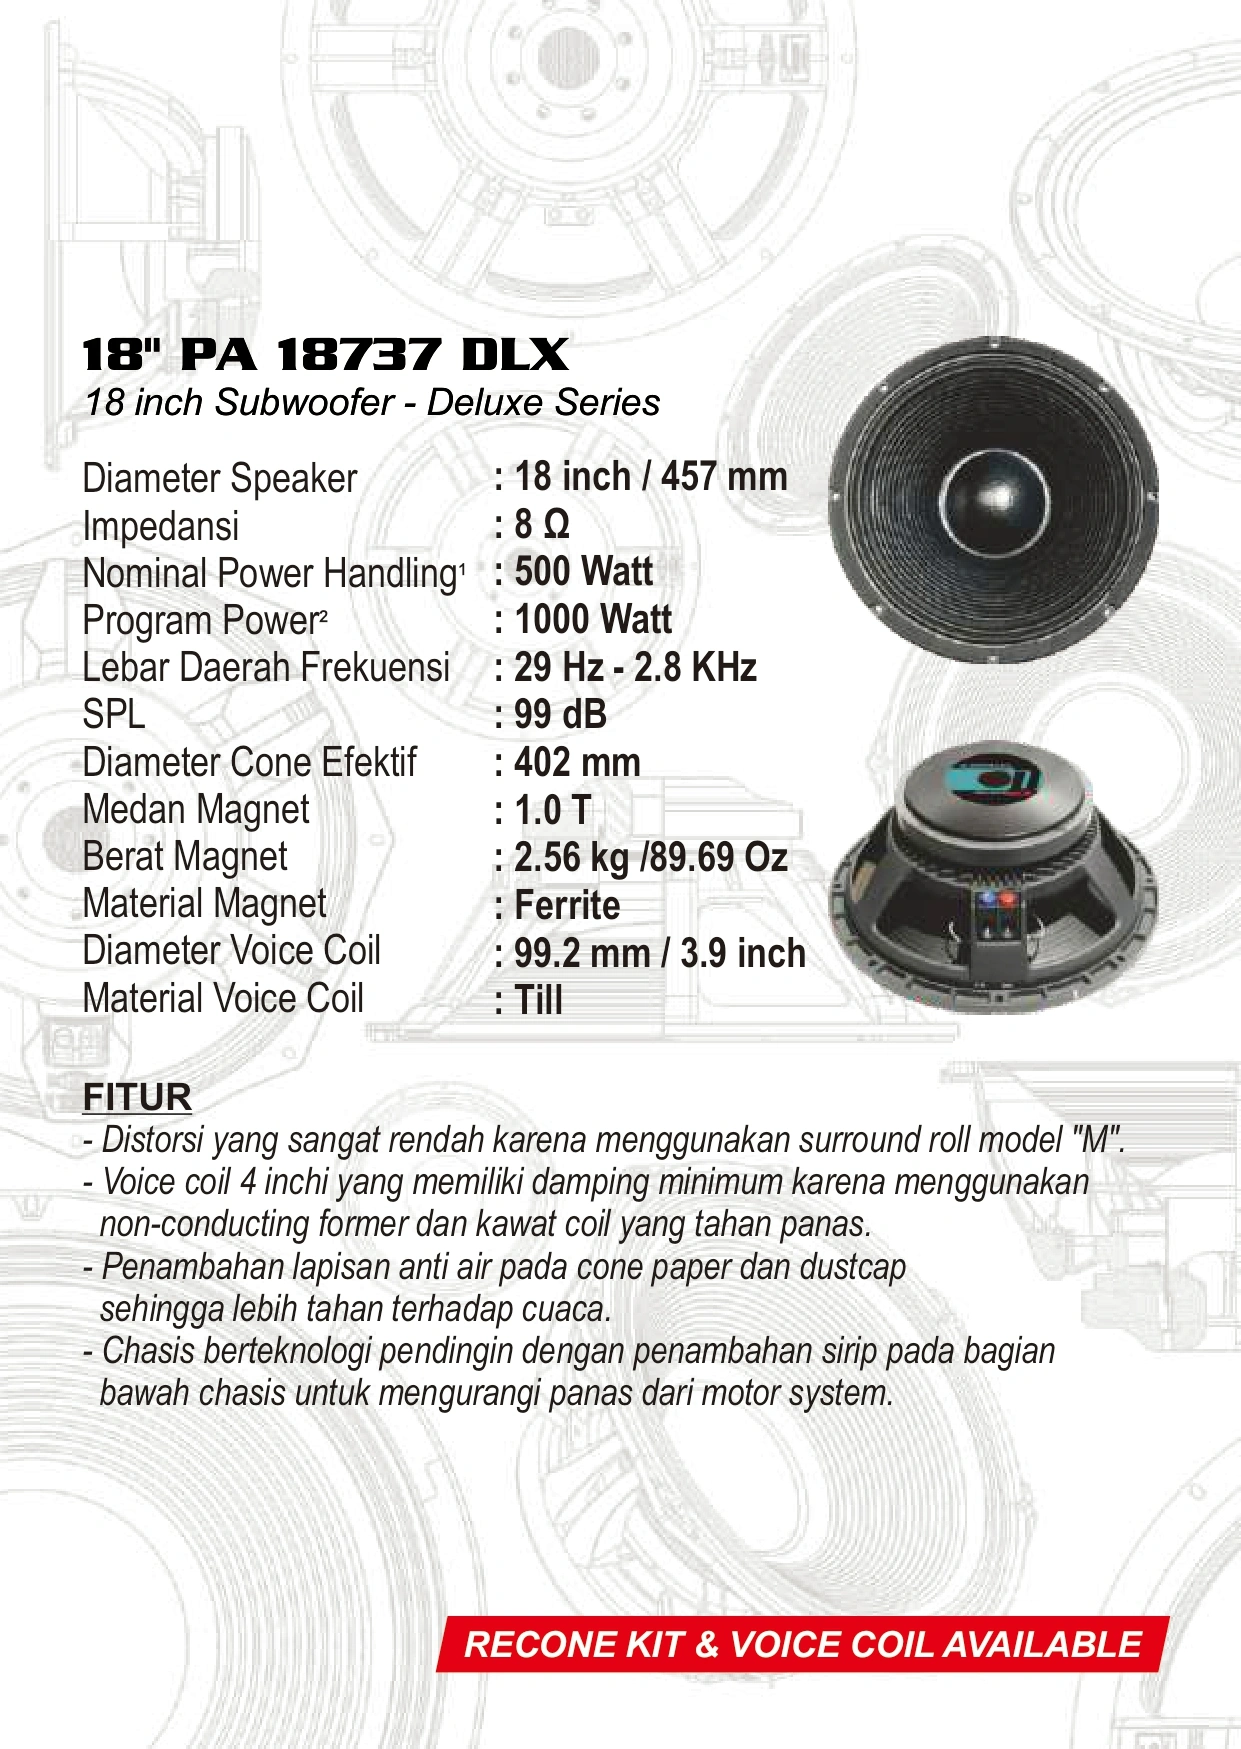 18" PA 18737 DLX
18 inch Subwoofer - Deluxe Series
Diameter Speaker : 18 inch / 457 mm
Impedansi : 8 Ω
Nominal Power Handling¹ : 500 Watt
Program Power² : 1000 Watt
Lebar Daerah Frekuensi : 29 Hz - 2.8 KHz
SPL : 99 dB
Diameter Cone Efektif : 402 mm
Medan Magnet : 1.0 T
Berat Magnet : 2.56 kg /89.69 Oz
Material Magnet : Ferrite
Diameter Voice Coil : 99.2 mm / 3.9 inch
Material Voice Coil : Till
FITUR
- Distorsi yang sangat rendah karena menggunakan surround roll model "M".
- Voice coil 4 inchi yang memiliki damping minimum karena menggunakan
non-conducting former dan kawat coil yang tahan panas.
- Penambahan lapisan anti air pada cone paper dan dustcap
sehingga lebih tahan terhadap cuaca.
- Chasis berteknologi pendingin dengan penambahan sirip pada bagian
bawah chasis untuk mengurangi panas dari motor system.
RECONE KIT & VOICE COIL AVAILABLE